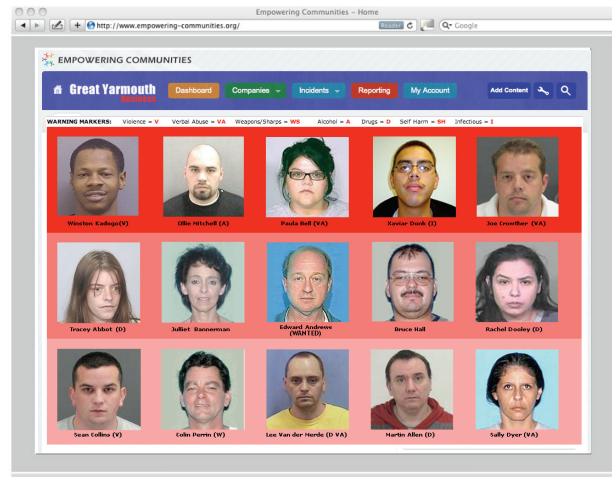 Empowering Communities – Home
http://www.empowering-communities.org/
Reader
Google
EMPOWERING COMMUNITIES
Great Yarmouth
Dashboard
Companies
Incidents
Reporting
My Account
Add Content
WARNING MARKERS: Violence = V Verbal Abuse = VA Weapons/Sharps = WS Alcohol = A Drugs = D Self Harm = SH Infectious = I
Winston Kadogo(V)
Ollie Mitchell (A)
Paula Bell (VA)
Xaviar Donk (I)
Joe Crowther (VA)
Tracey Abbot (D)
Juliet Bannerman
Edward Andrews
(WANTED)
Bruce Hall
Rachel Dooley (D)
Sean Collins (V)
Colin Perrin (W)
Lee Van der Herde (D VA)
Martin Allen (D)
Sally Dyer (VA)